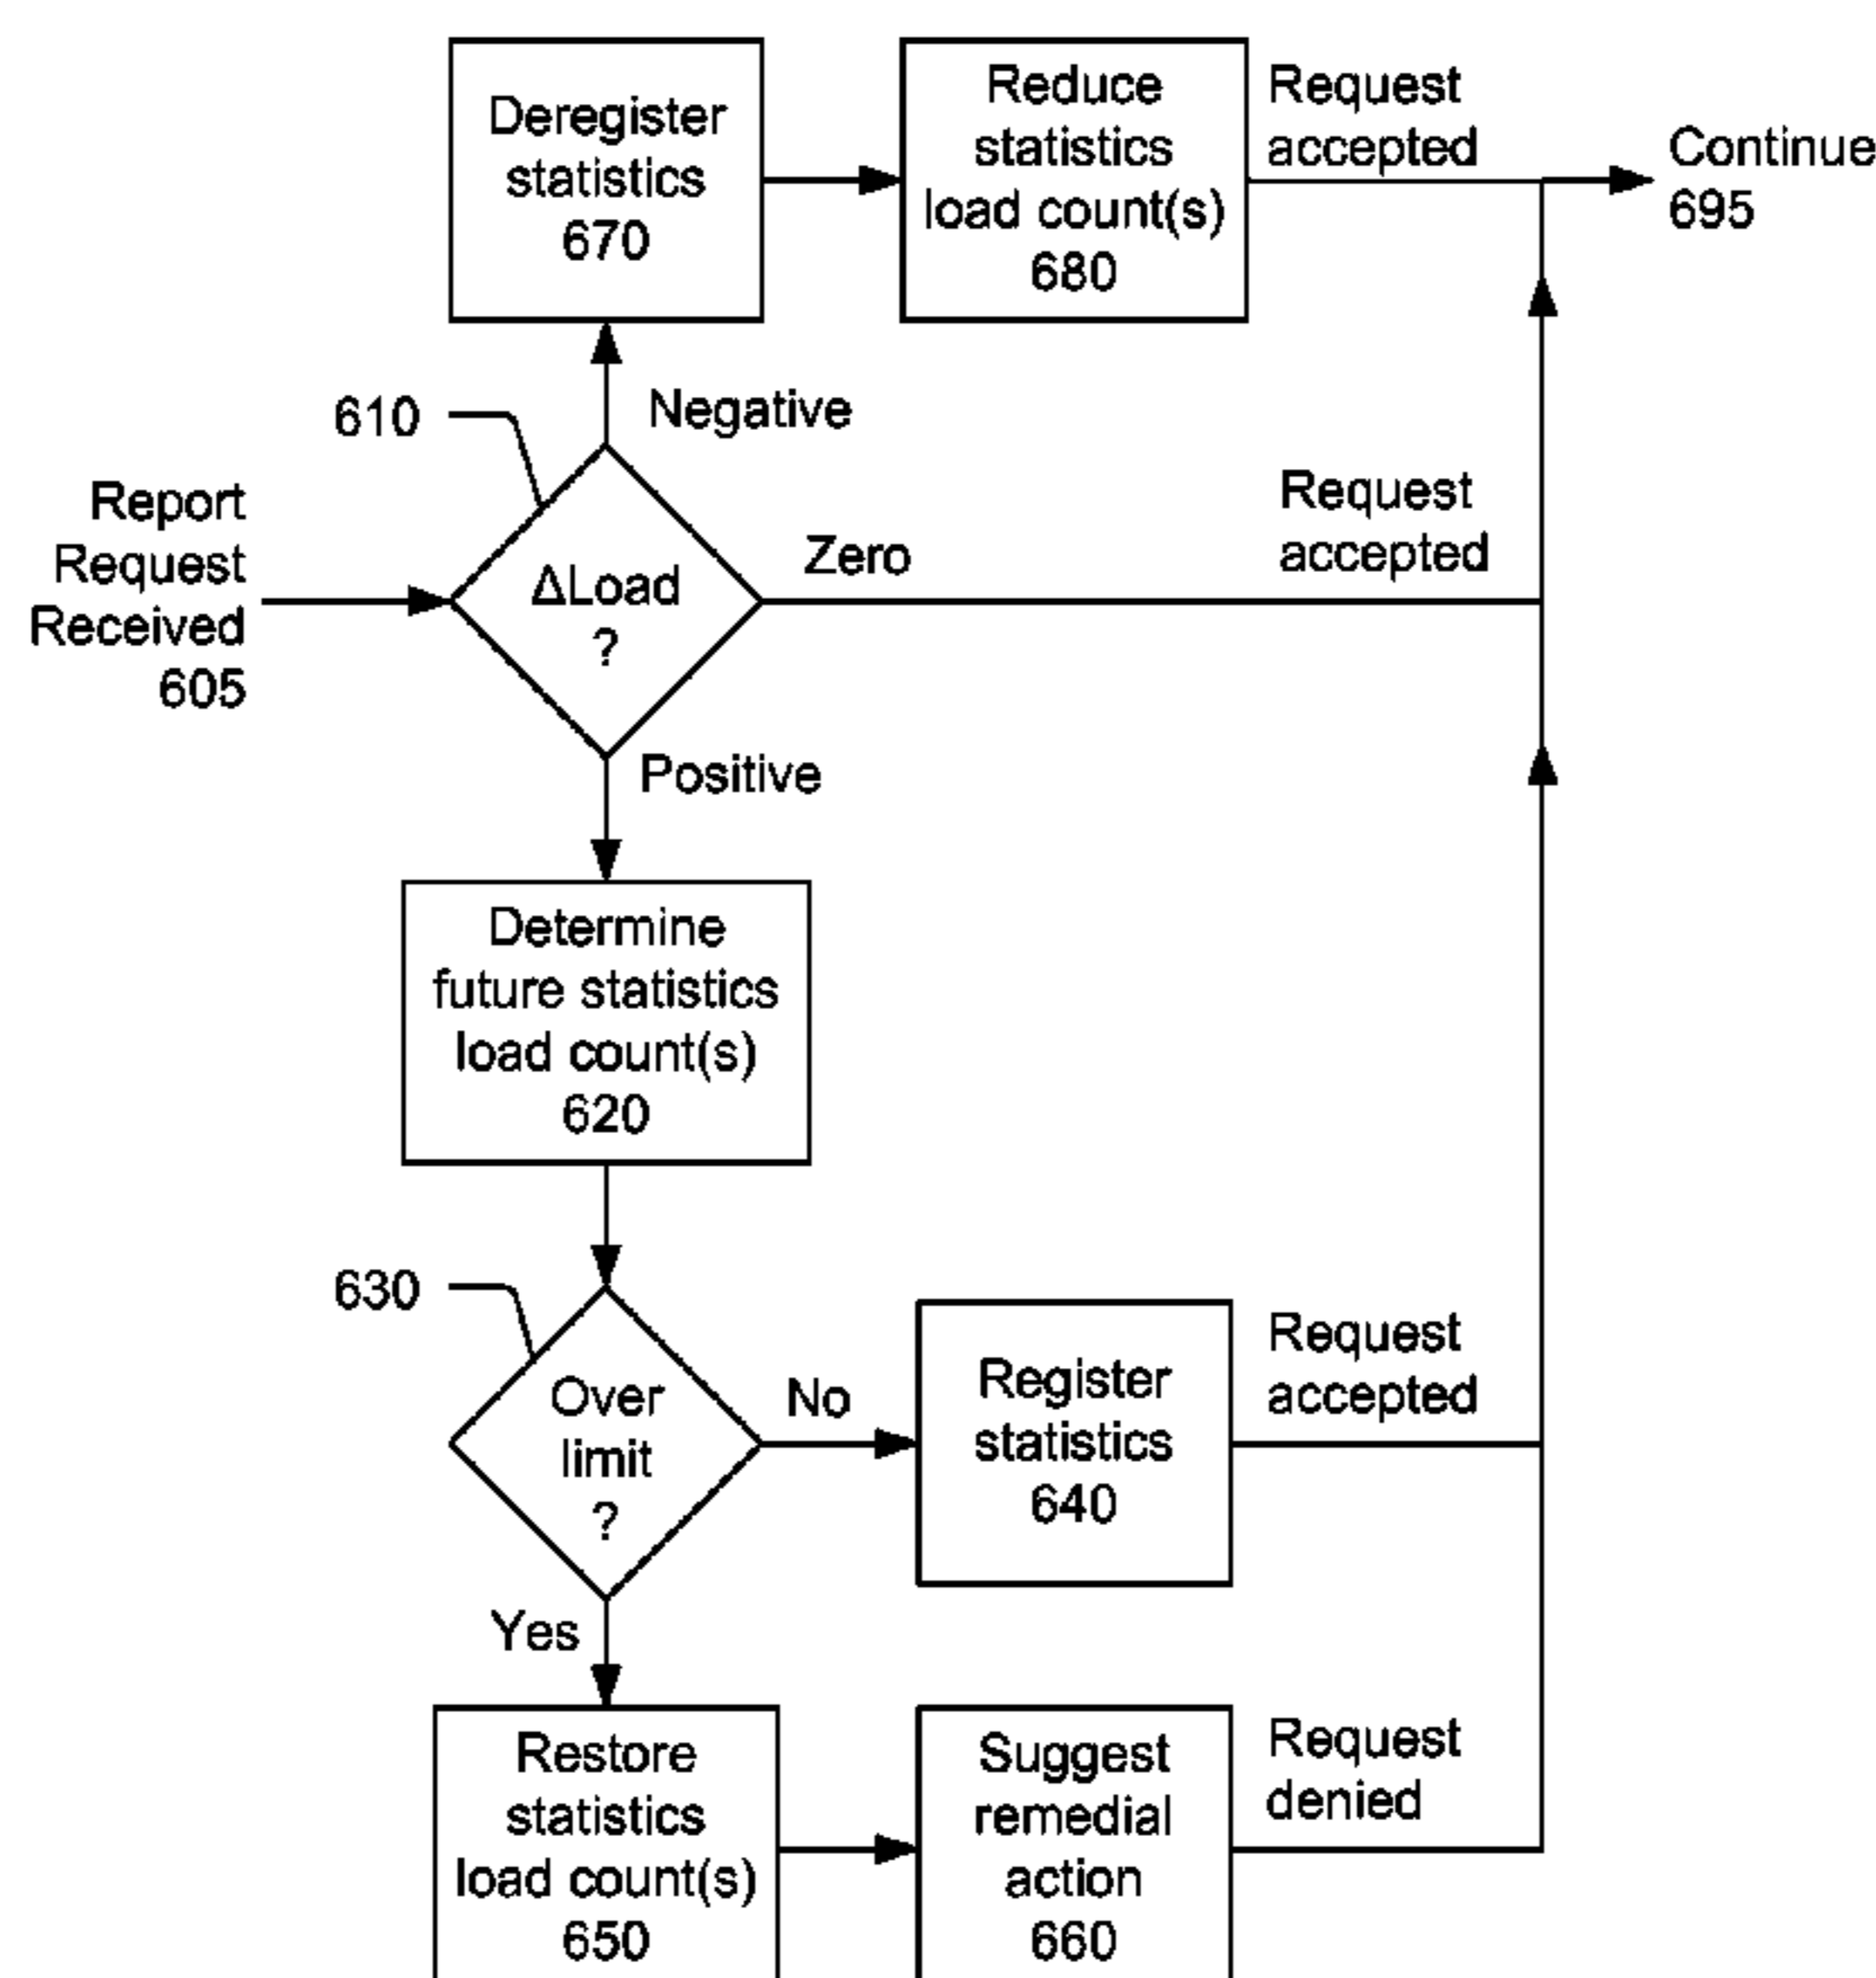 Deregister
statistics
670
Reduce
statistics
load count(s)
680
Request
accepted
Continue
695
610
Negative
Report
Request
Received
605
ΔLoad
?
Zero
Request
accepted
Positive
Determine
future statistics
load count(s)
620
630
Over
limit
?
No
Register
statistics
640
Request
accepted
Yes
Restore
statistics
load count(s)
650
Suggest
remedial
action
660
Request
denied